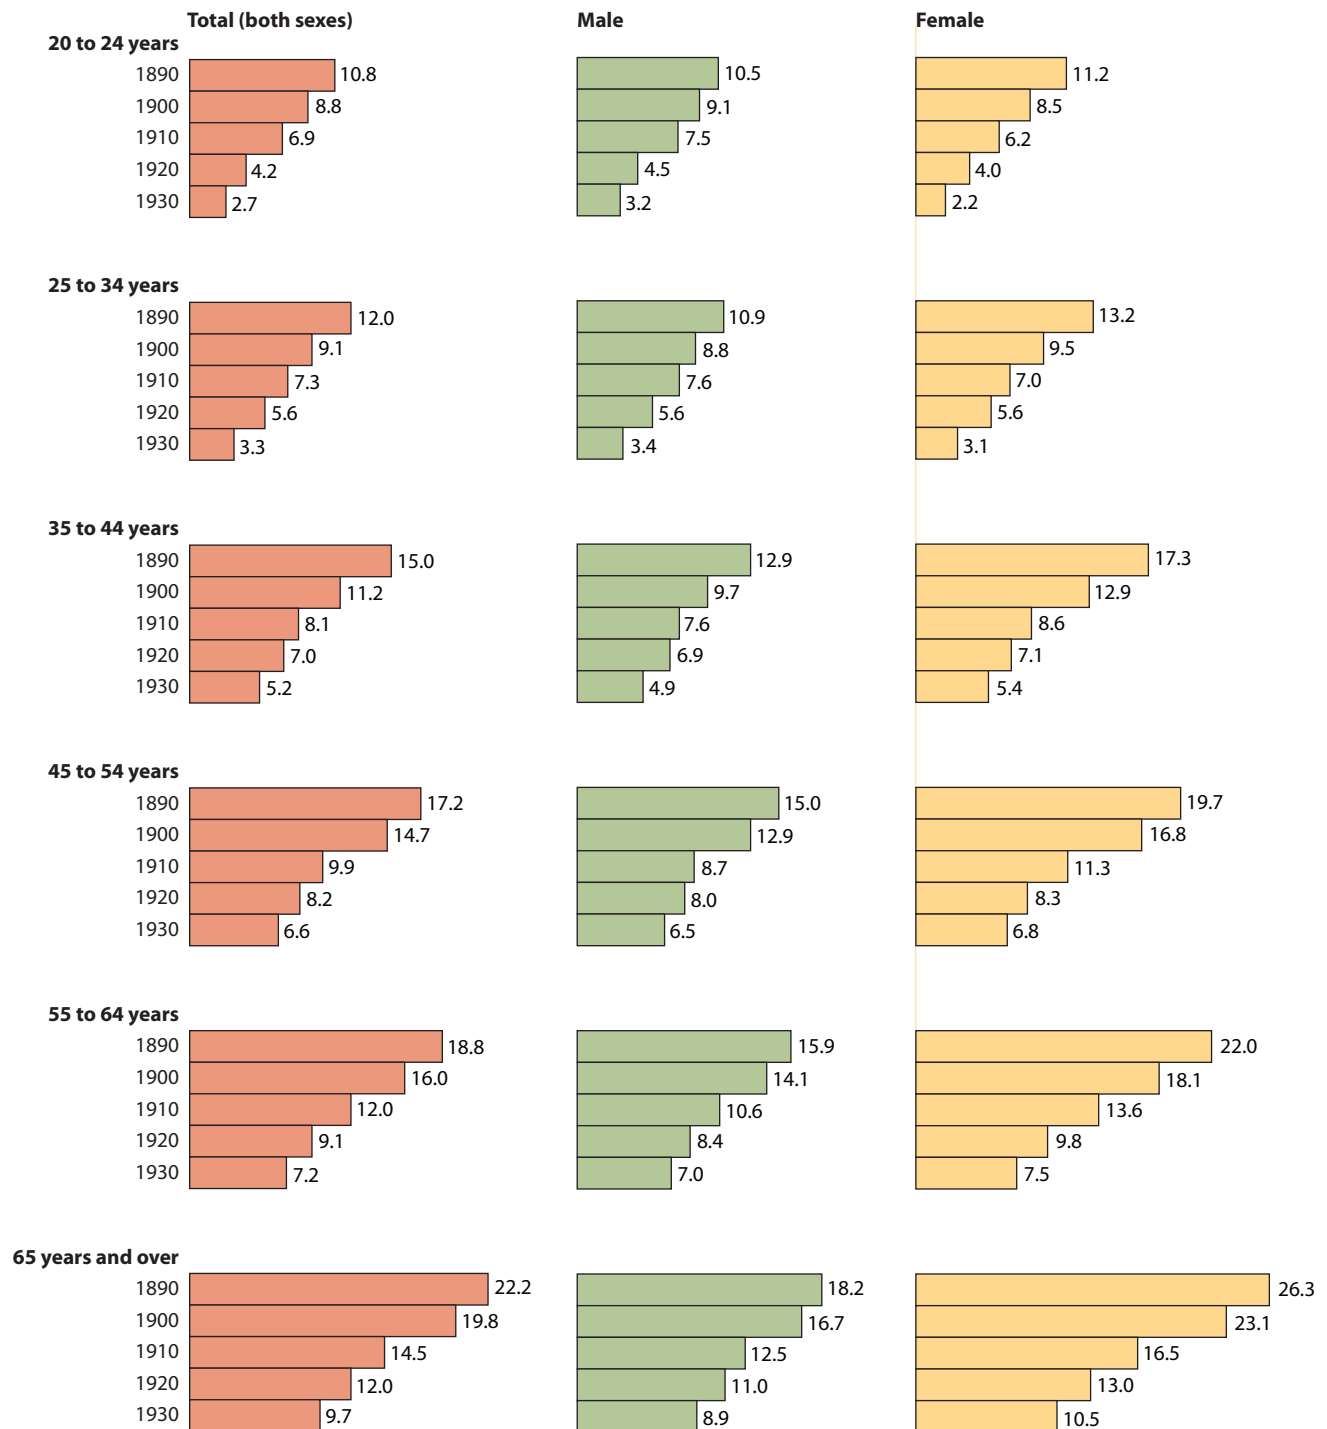 Total (both sexes) Male Female
20 to 24 years
1890 10.8 10.5 11.2
1900 8.8 9.1 8.5
1910 6.9 7.5 6.2
1920 4.2 4.5 4.0
1930 2.7 3.2 2.2
25 to 34 years
1890 12.0 10.9 13.2
1900 9.1 8.8 9.5
1910 7.3 7.6 7.0
1920 5.6 5.6 5.6
1930 3.3 3.4 3.1
35 to 44 years
1890 15.0 12.9 17.3
1900 11.2 9.7 12.9
1910 8.1 7.6 8.6
1920 7.0 6.9 7.1
1930 5.2 4.9 5.4
45 to 54 years
1890 17.2 15.0 19.7
1900 14.7 12.9 16.8
1910 9.9 8.7 11.3
1920 8.2 8.0 8.3
1930 6.6 6.5 6.8
55 to 64 years
1890 18.8 15.9 22.0
1900 16.0 14.1 18.1
1910 12.0 10.6 13.6
1920 9.1 8.4 9.8
1930 7.2 7.0 7.5
65 years and over
1890 22.2 18.2 26.3
1900 19.8 16.7 23.1
1910 14.5 12.5 16.5
1920 12.0 11.0 13.0
1930 9.7 8.9 10.5